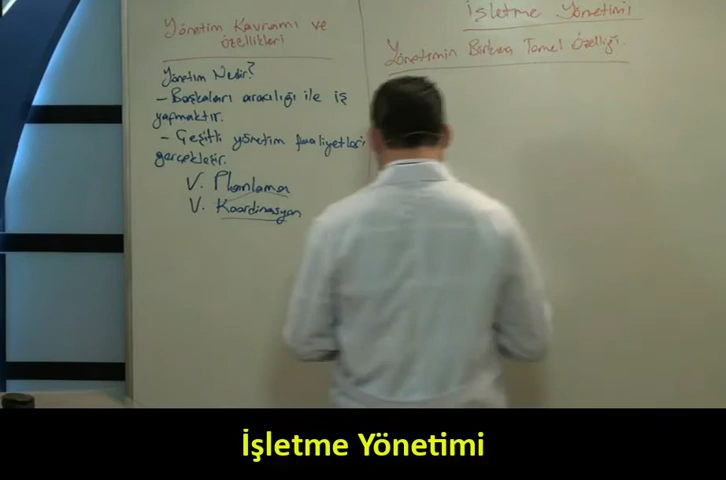 Yönetim Kavramı ve
özellikleri
Yönetim Nedir?
- Başkaları aracılığı ile iş
yapmaktır.
- Çeşitli yönetim faaliyetleri
gerçekleşir.
V. Planlama
V. Koordinasyon
İşletme Yönetimi
Yönetimin Birkaç Temel Özelliği.
İşletme Yönetimi